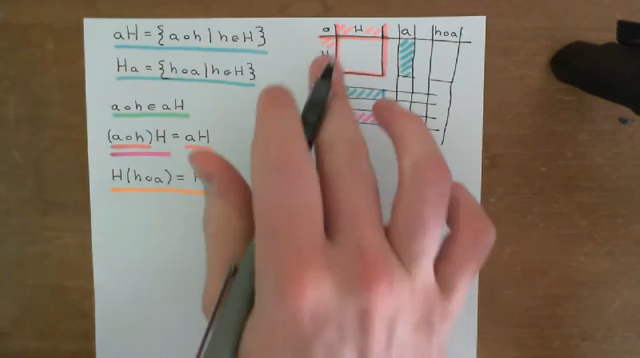 aH = {a∘h | h∈H}
Ha = {h∘a | h∈H}
a∘h ∈ aH
(a∘h)H = aH
H(h∘a) =
∘ H a h∘a
H